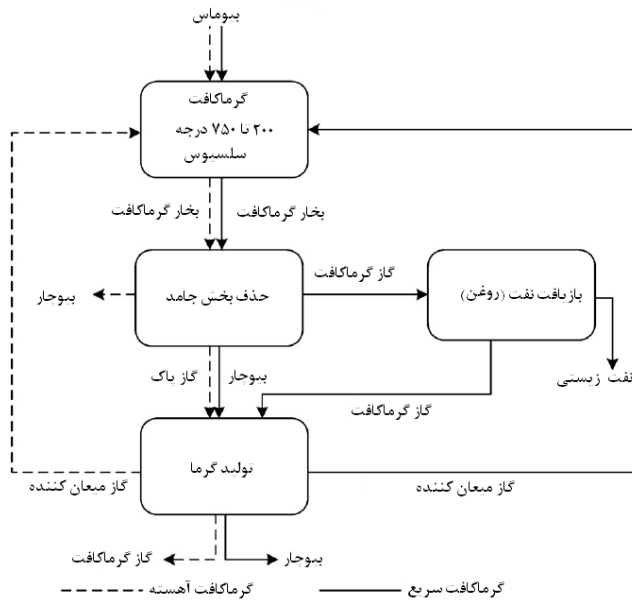 بیوماس
گرماکافت
۲۰۰ تا ۷۵۰ درجه
سلسیوس
بخار گرماکافت
بخار گرماکافت
گاز گرماکافت
بازیافت نفت (روغن)
حذف بخش جامد
بیوچار
نفت زیستی
بیوچار
گاز پاک
گاز گرماکافت
تولید گرما
گاز میعان کننده
گاز میعان کننده
بیوچار
گاز گرماکافت
گرماکافت سریع
گرماکافت آهسته